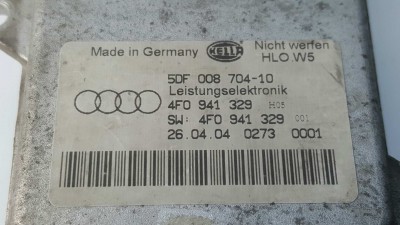 Made in Germany HELLA Nicht werfen
HLO.W5
5DF 008 704-10
Leistungselektronik
4F0 941 329 H05
SW: 4F0 941 329 001
26.04.04 0273 0001